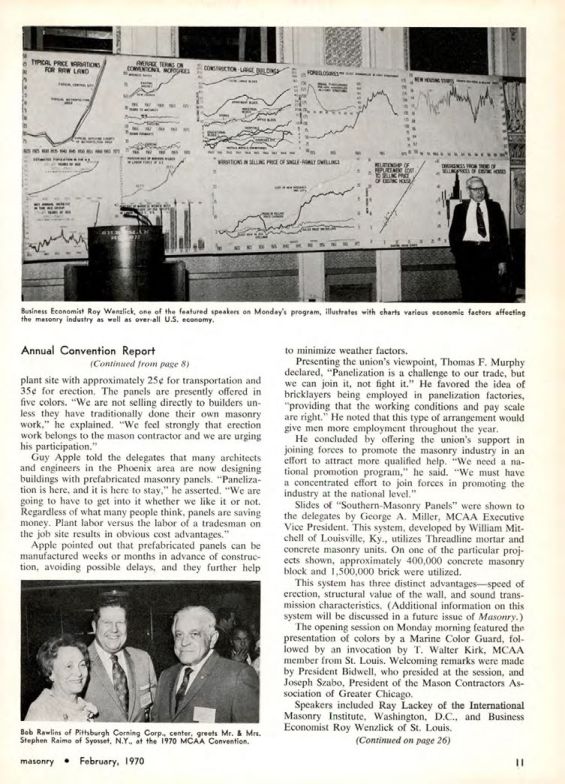 TYPICAL PRICE VARIATIONS
FOR RAW LAND
AVERAGE TERMS ON
CONVENTIONAL MORTGAGES
CONSTRUCTION - LARGE BUILDINGS
FORECLOSURES
NEW HOUSING STARTS
VARIATIONS IN SELLING PRICE OF SINGLE-FAMILY DWELLINGS
RELATIONSHIP OF
REPLACEMENT COST
TO SELLING PRICE
OF EXISTING HOUSE
DIVERGENCES FROM TREND OF
SELLING PRICES OF EXISTING HOUSES
Business Economist Roy Wenzlick, one of the featured speakers on Monday's program, illustrates with charts various economic factors affecting
the masonry industry as well as over-all U.S. economy.
Annual Convention Report
(Continued from page 8)
plant site with approximately 25¢ for transportation and
35¢ for erection. The panels are presently offered in
five colors. "We are not selling directly to builders un-
less they have traditionally done their own masonry
work," he explained. "We feel strongly that erection
work belongs to the mason contractor and we are urging
his participation."
Guy Apple told the delegates that many architects
and engineers in the Phoenix area are now designing
buildings with prefabricated masonry panels. "Paneliza-
tion is here, and it is here to stay," he asserted. "We are
going to have to get into it whether we like it or not.
Regardless of what many people think, panels are saving
money. Plant labor versus the labor of a tradesman on
the job site results in obvious cost advantages."
Apple pointed out that prefabricated panels can be
manufactured weeks or months in advance of construc-
tion, avoiding possible delays, and they further help
Bob Rawlins of Pittsburgh Corning Corp., center, greets Mr. & Mrs.
Stephen Raimo of Syosset, N.Y., at the 1970 MCAA Convention.
to minimize weather factors.
Presenting the union's viewpoint, Thomas F. Murphy
declared, "Panelization is a challenge to our trade, but
we can join it, not fight it." He favored the idea of
bricklayers being employed in panelization factories,
"providing that the working conditions and pay scale
are right." He noted that this type of arrangement would
give men more employment throughout the year.
He concluded by offering the union's support in
joining forces to promote the masonry industry in an
effort to attract more qualified help. "We need a na-
tional promotion program," he said. "We must have
a concentrated effort to join forces in promoting the
industry at the national level."
Slides of "Southern-Masonry Panels" were shown to
the delegates by George A. Miller, MCAA Executive
Vice President. This system, developed by William Mit-
chell of Louisville, Ky., utilizes Threadline mortar and
concrete masonry units. On one of the particular proj-
ects shown, approximately 400,000 concrete masonry
block and 1,500,000 brick were utilized.
This system has three distinct advantages—speed of
erection, structural value of the wall, and sound trans-
mission characteristics. (Additional information on this
system will be discussed in a future issue of Masonry.)
The opening session on Monday morning featured the
presentation of colors by a Marine Color Guard, fol-
lowed by an invocation by T. Walter Kirk, MCAA
member from St. Louis. Welcoming remarks were made
by President Bidwell, who presided at the session, and
Joseph Szabo, President of the Mason Contractors As-
sociation of Greater Chicago.
Speakers included Ray Lackey of the International
Masonry Institute, Washington, D.C., and Business
Economist Roy Wenzlick of St. Louis.
(Continued on page 26)
masonry • February, 1970
11